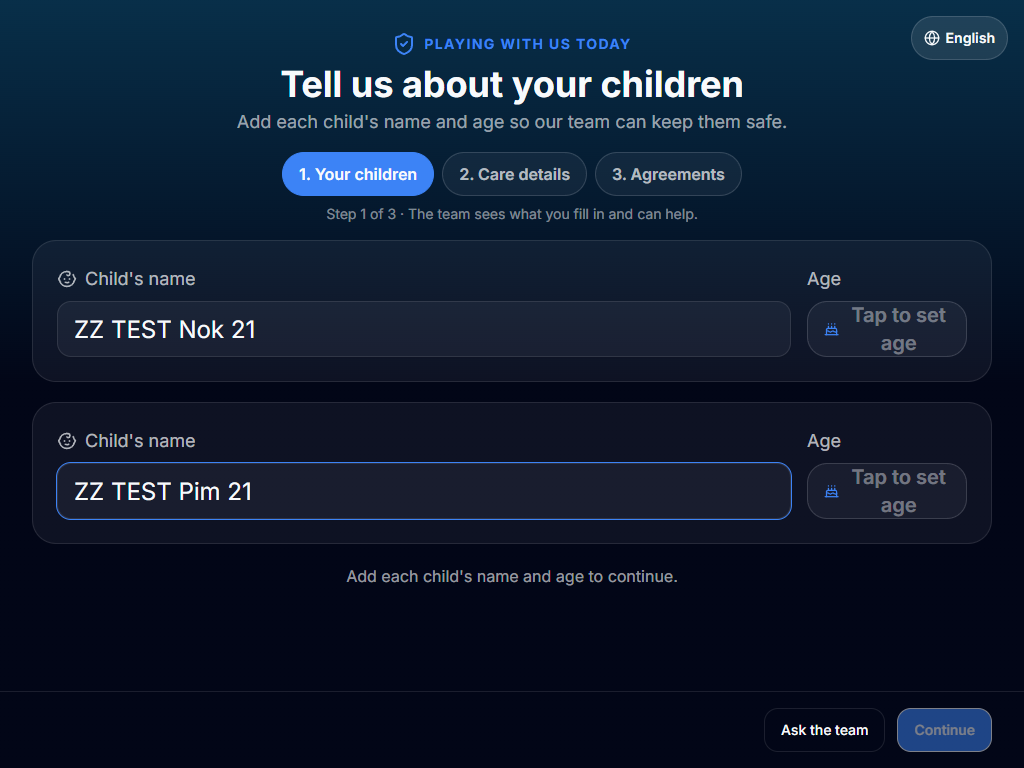 English
PLAYING WITH US TODAY
Tell us about your children
Add each child's name and age so our team can keep them safe.
1. Your children
2. Care details
3. Agreements
Step 1 of 3 · The team sees what you fill in and can help.
Child's name
Age
ZZ TEST Nok 21
Tap to set
age
Child's name
Age
ZZ TEST Pim 21
Tap to set
age
Add each child's name and age to continue.
Ask the team
Continue